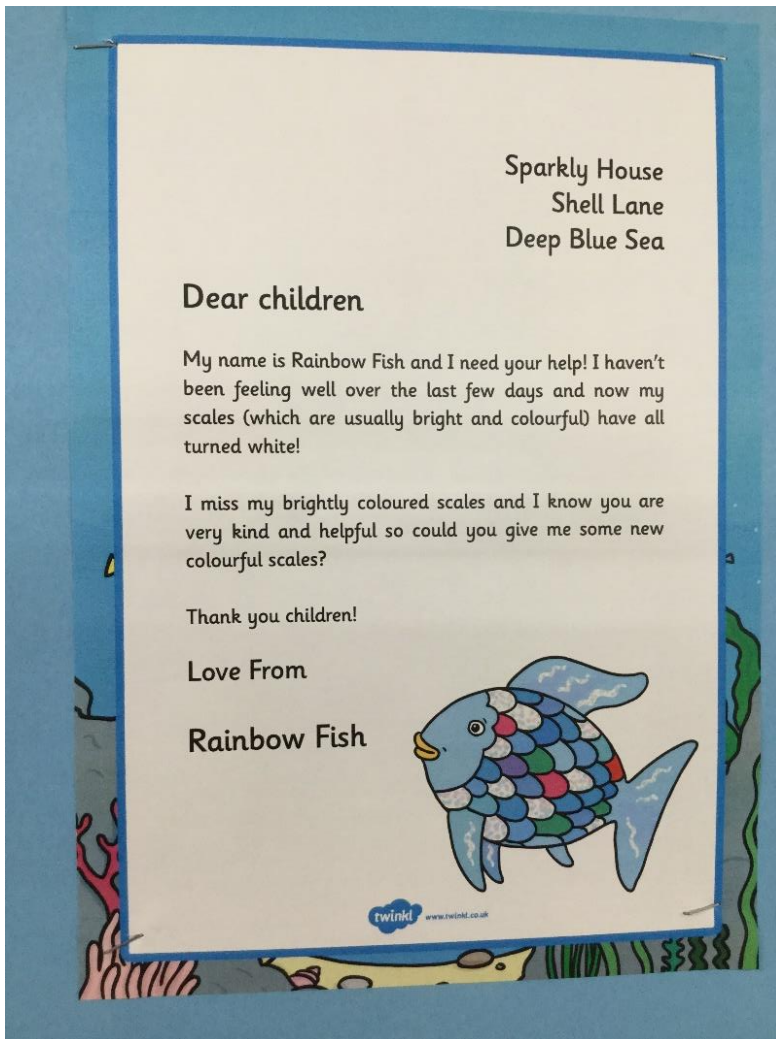 Sparkly House
Shell Lane
Deep Blue Sea
Dear children
My name is Rainbow Fish and I need your help! I haven't
been feeling well over the last few days and now my
scales (which are usually bright and colourful) have all
turned white!
I miss my brightly coloured scales and I know you are
very kind and helpful so could you give me some new
colourful scales?
Thank you children!
Love From
Rainbow Fish
twinkl www.twinkl.co.uk